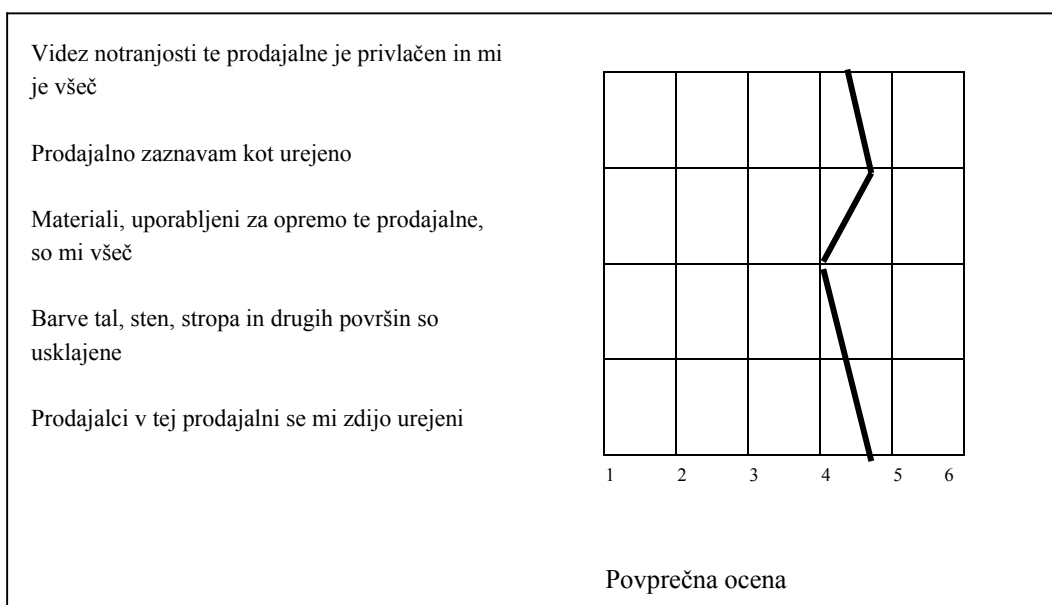 Videz notranjosti te prodajalne je privlačen in mi
je všeč
Prodajalno zaznavam kot urejeno
Materiali, uporabljeni za opremo te prodajalne,
so mi všeč
Barve tal, sten, stropa in drugih površin so
usklajene
Prodajalci v tej prodajalni se mi zdijo urejeni
1 2 3 4 5 6
Povprečna ocena